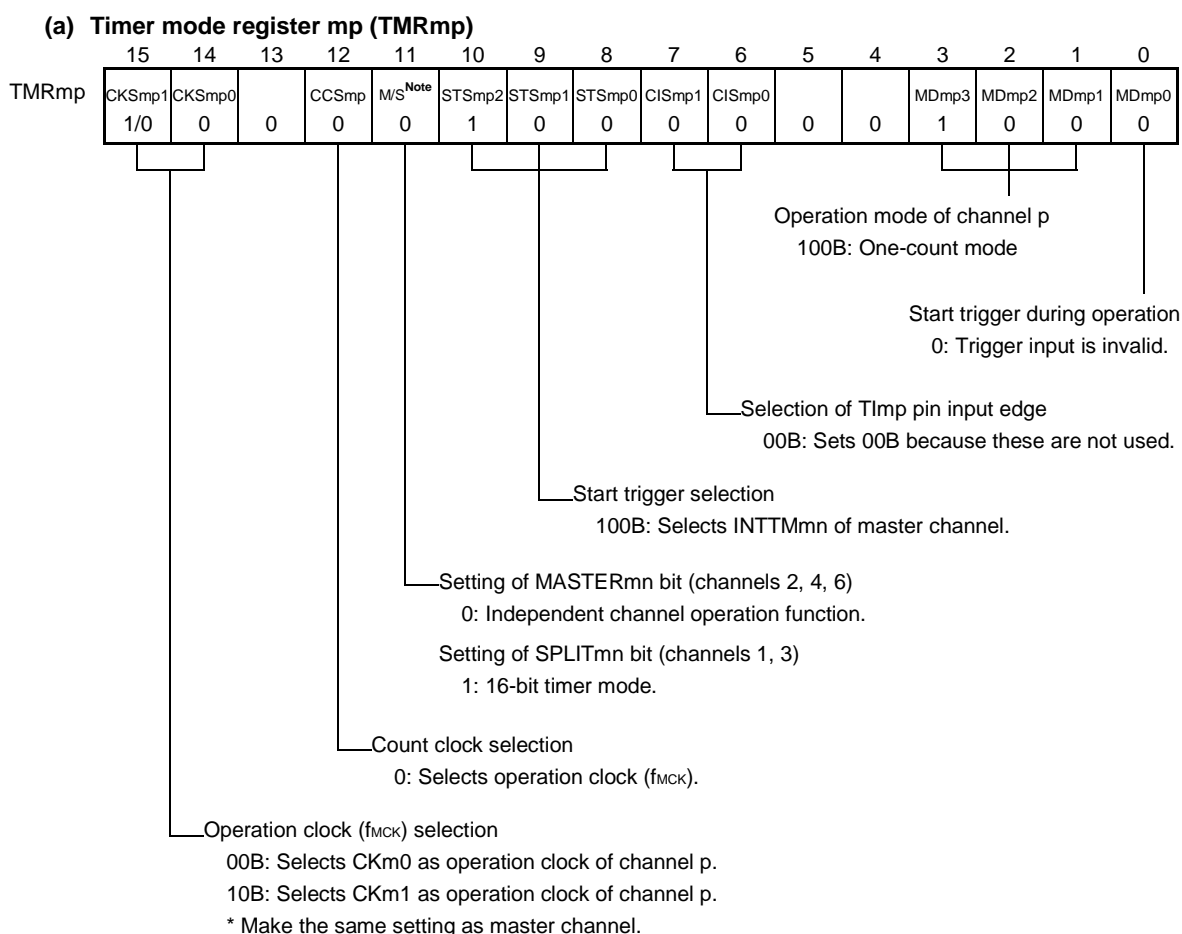 (a) Timer mode register mp (TMRmp)
15 14 13 12 11 10 9 8 7 6 5 4 3 2 1 0
TMRmp CKSmp1 CKSmp0 CCSmp M/S Note STSmp2 STSmp1 STSmp0 CISmp1 CISmp0 MDmp3 MDmp2 MDmp1 MDmp0
1/0 0 0 0 0 1 0 0 0 0 0 0 1 0 0 0
Operation mode of channel p
100B: One-count mode
Start trigger during operation
0: Trigger input is invalid.
Selection of TImp pin input edge
00B: Sets 00B because these are not used.
Start trigger selection
100B: Selects INTTMmn of master channel.
Setting of MASTERmn bit (channels 2, 4, 6)
0: Independent channel operation function.
Setting of SPLITmn bit (channels 1, 3)
1: 16-bit timer mode.
Count clock selection
0: Selects operation clock (fMCK).
Operation clock (fMCK) selection
00B: Selects CKm0 as operation clock of channel p.
10B: Selects CKm1 as operation clock of channel p.
* Make the same setting as master channel.